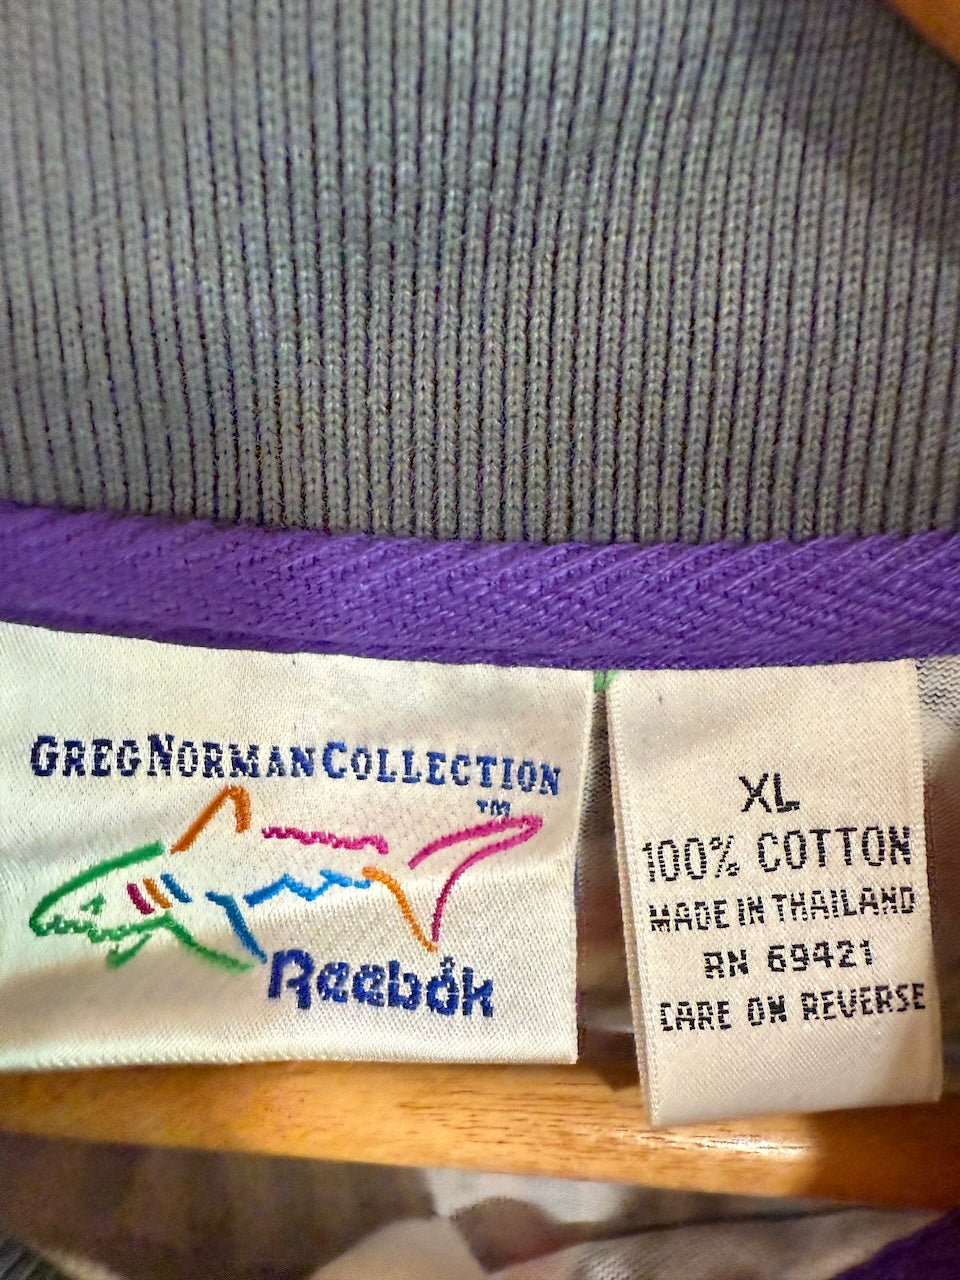 GREG NORMAN COLLECTION
TM
Reebok
XL
100% COTTON
MADE IN THAILAND
RN 69421
CARE ON REVERSE